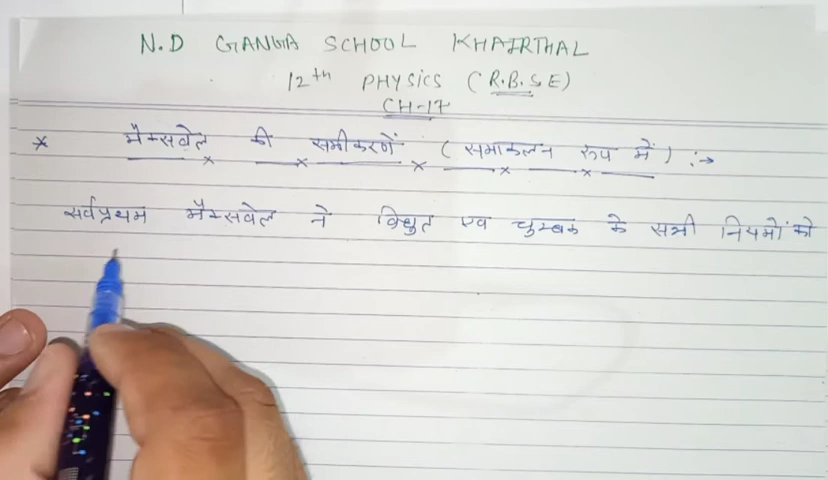 N.D GANGA SCHOOL KHAIRTHAL
12th PHYSICS (R.B.S.E)
CH-17
* मैक्सवेल की समीकरणें (समाकलन रूप में) :→
सर्वप्रथम मैक्सवेल ने विधुत एव चुम्बक के सभी नियमों को